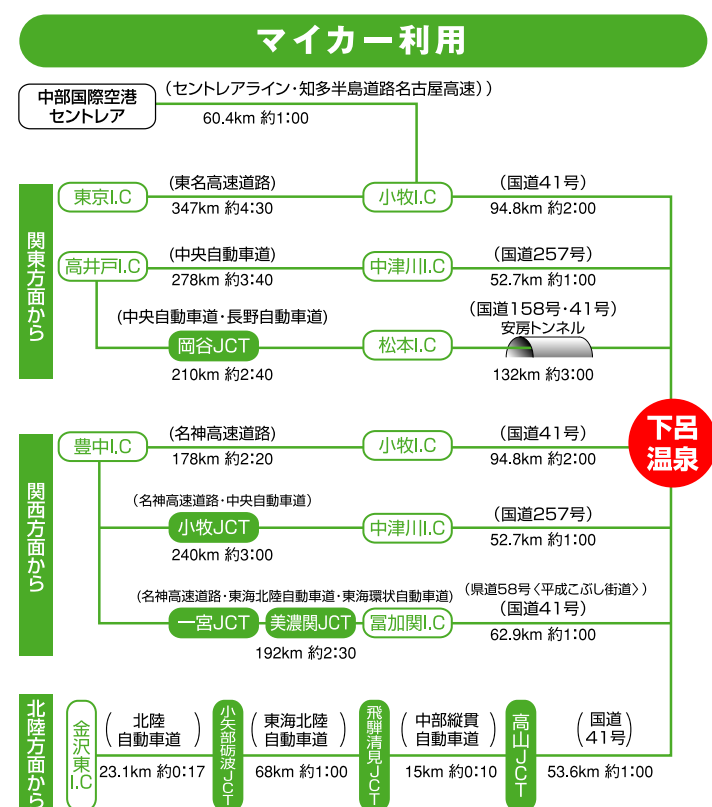 マイカー利用
中部国際空港
セントレア
(セントレアライン・知多半島道路名古屋高速))
60.4km 約1:00
関東方面から
東京I.C
(東名高速道路)
347km 約4:30
小牧I.C
(国道41号)
94.8km 約2:00
高井戸I.C
(中央自動車道)
278km 約3:40
中津川I.C
(国道257号)
52.7km 約1:00
(中央自動車道・長野自動車道)
岡谷JCT
210km 約2:40
松本I.C
(国道158号・41号)
安房トンネル
132km 約3:00
下呂
温泉
関西方面から
豊中I.C
(名神高速道路)
178km 約2:20
小牧I.C
(国道41号)
94.8km 約2:00
(名神高速道路・中央自動車道)
小牧JCT
240km 約3:00
中津川I.C
(国道257号)
52.7km 約1:00
(名神高速道路・東海北陸自動車道・東海環状自動車道)
一宮JCT
美濃関JCT
冨加関I.C
192km 約2:30
(県道58号〈平成こぶし街道〉)
(国道41号)
62.9km 約1:00
北陸方面から
金沢東I.C
(北陸
自動車道)
23.1km 約0:17
小矢部砺波JCT
(東海北陸
自動車道)
68km 約1:00
飛騨清見JCT
(中部縦貫
自動車道)
15km 約0:10
高山JCT
(国道
41号)
53.6km 約1:00